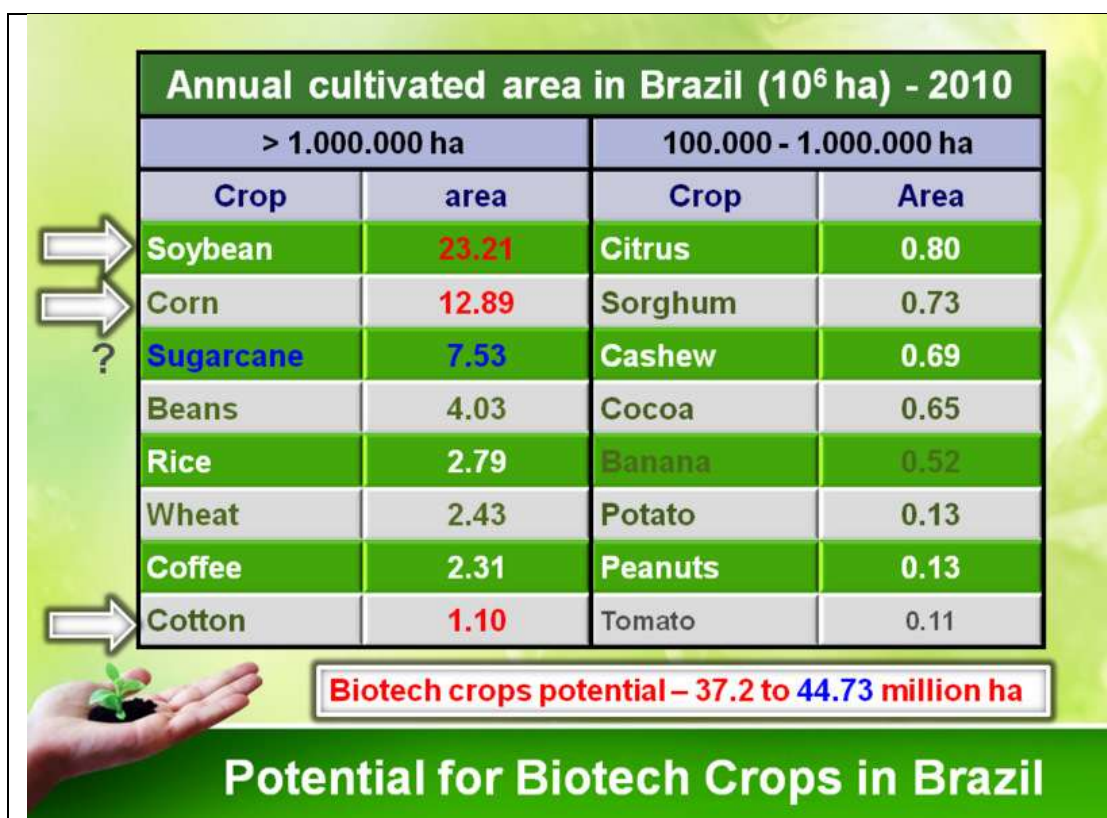 Annual cultivated area in Brazil (10⁶ ha) - 2010
> 1.000.000 ha 100.000 - 1.000.000 ha
Crop area Crop Area
Soybean 23.21 Citrus 0.80
Corn 12.89 Sorghum 0.73
? Sugarcane 7.53 Cashew 0.69
Beans 4.03 Cocoa 0.65
Rice 2.79 Banana 0.52
Wheat 2.43 Potato 0.13
Coffee 2.31 Peanuts 0.13
Cotton 1.10 Tomato 0.11
Biotech crops potential – 37.2 to 44.73 million ha
Potential for Biotech Crops in Brazil